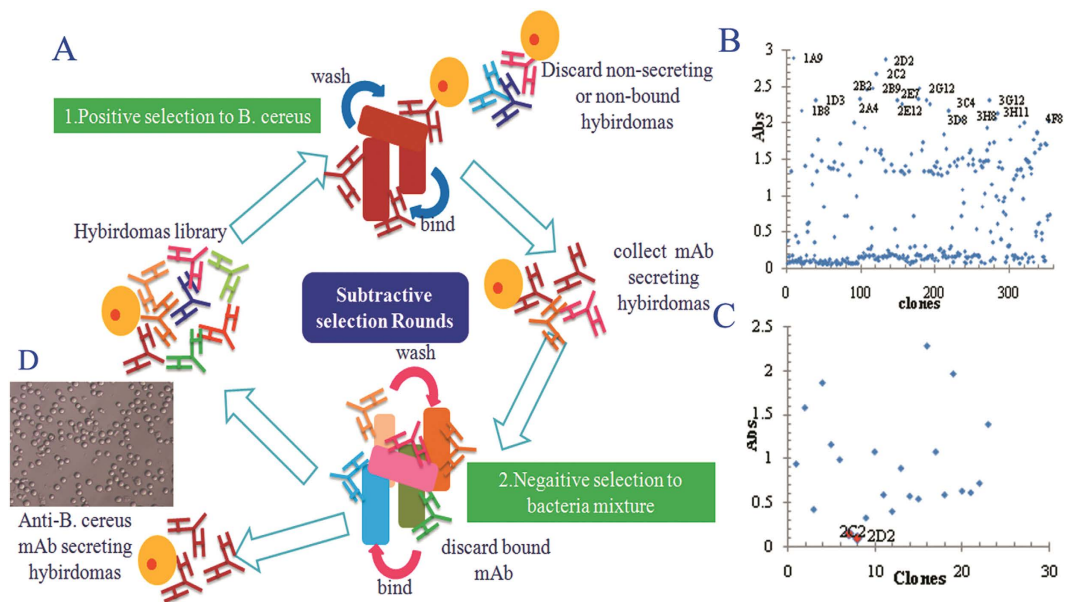 A
wash
1.Positive selection to B. cereus
bind
Discard non-secreting
or non-bound
hybirdomas
Hybirdomas library
collect mAb
secreting
hybirdomas
Subtractive
selection Rounds
wash
2.Negaitive selection to
bacteria mixture
discard bound
mAb
bind
D
Anti-B. cereus
mAb secreting
hybirdomas
B
3
2.5
2
1.5
1
0.5
0
Abs
1A9
2D2
2C2
1D3
2B2
2B9
2E7
2G12
3C4
3G12
1B8
2A4
2E12
3D8
3H8
3H11
4F8
0
100
200
300
clones
C
2.5
2
1.5
1
0.5
0
Abs.
2C2
2D2
0
10
20
30
Clones